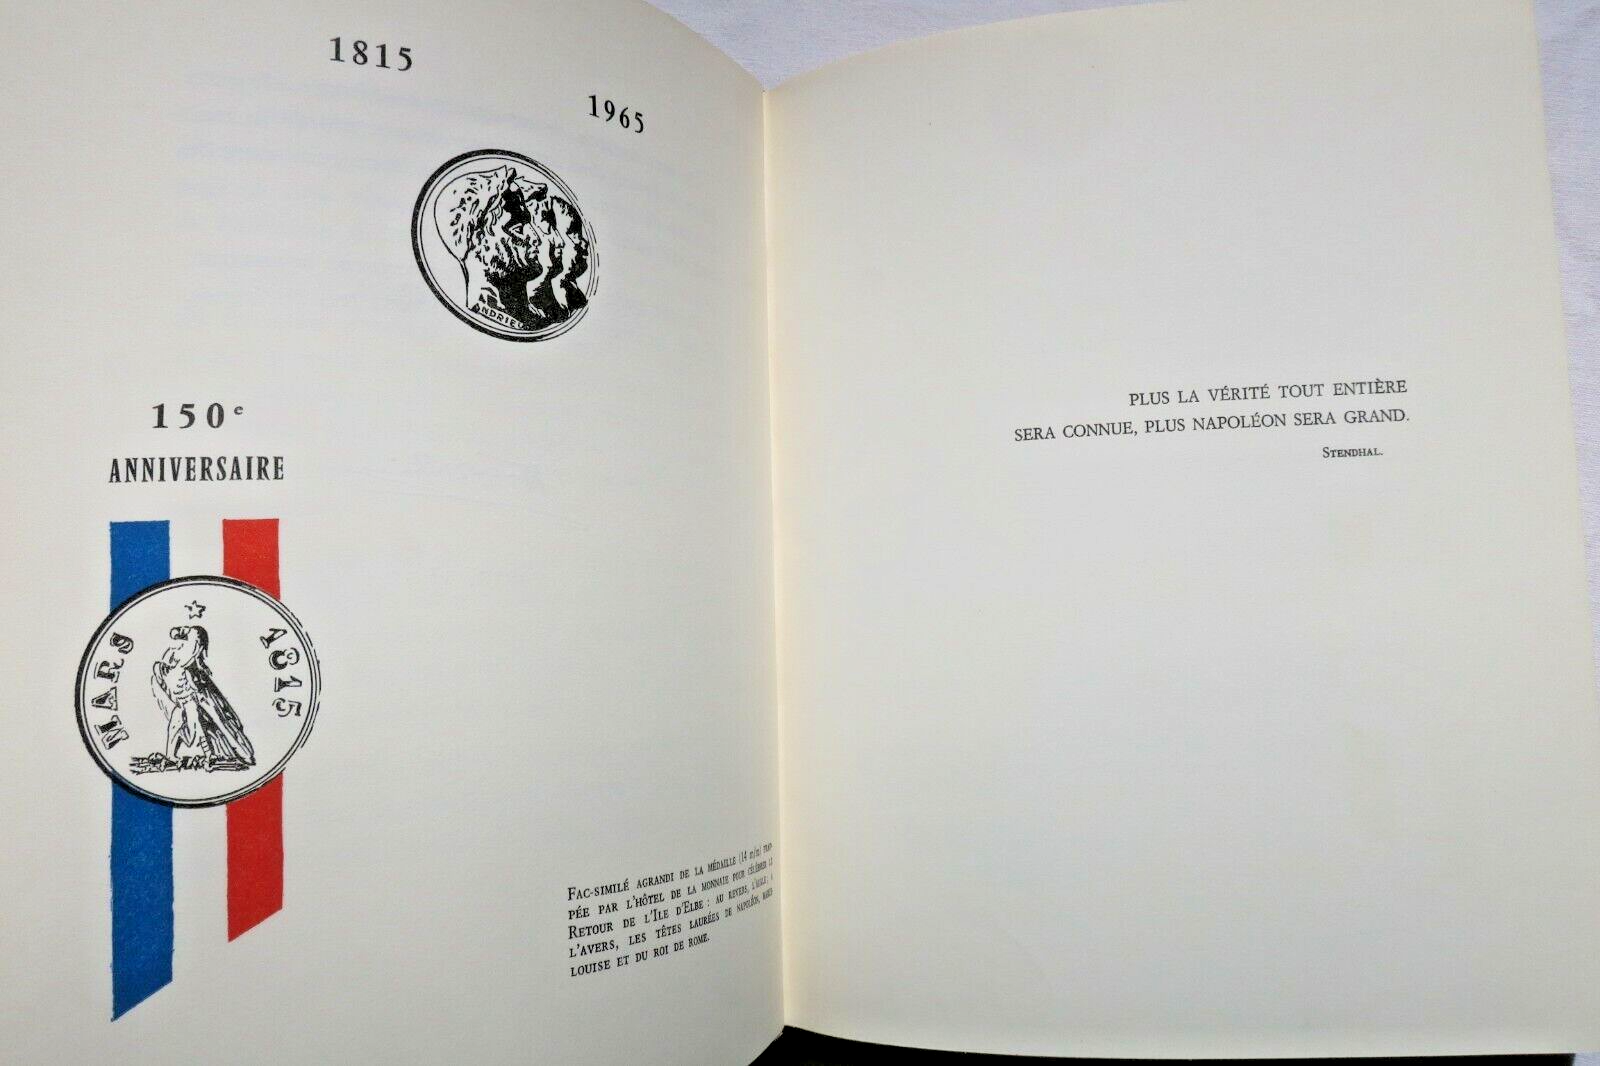 1815
1965
ANDRIEU
150e
ANNIVERSAIRE
MARS 1815
FAC-SIMILÉ AGRANDI DE LA MÉDAILLE (14 m/m) FRAP-
PÉE PAR L'HÔTEL DE LA MONNAIE POUR CÉLÉBRER LE
RETOUR DE L'ILE D'ELBE : AU REVERS, L'AIGLE ; A
L'AVERS, LES TÊTES LAURÉES DE NAPOLÉON, MARIE
LOUISE ET DU ROI DE ROME.
PLUS LA VÉRITÉ TOUT ENTIÈRE
SERA CONNUE, PLUS NAPOLÉON SERA GRAND.
STENDHAL.